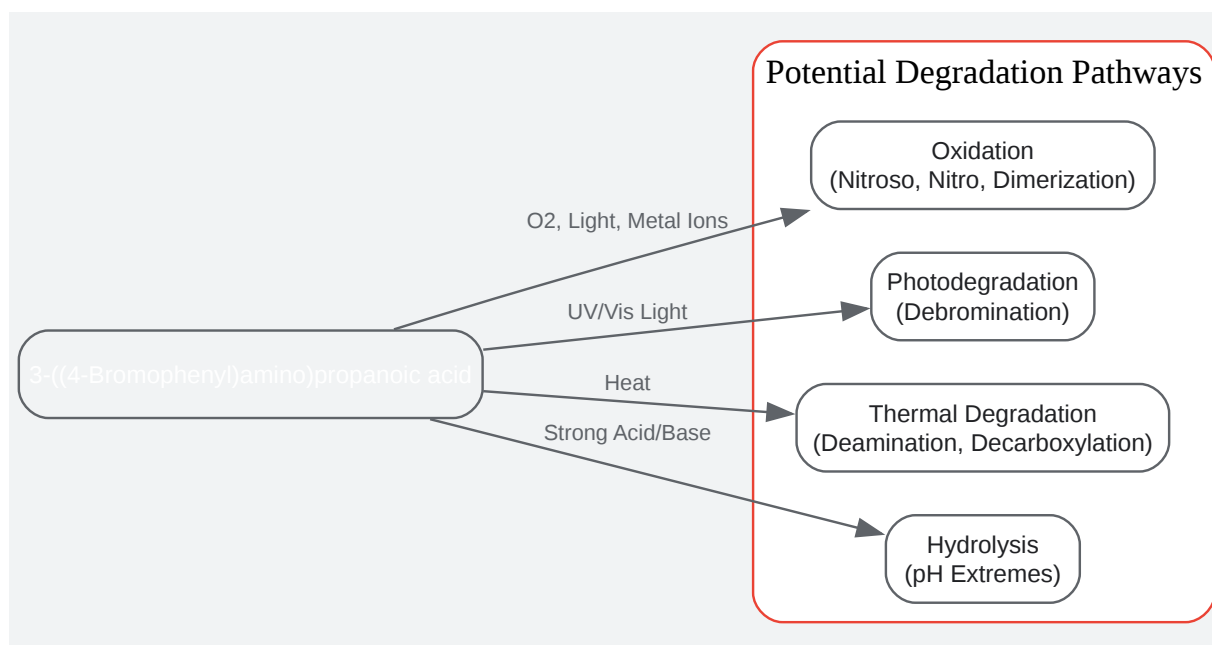 Potential Degradation Pathways
Oxidation
(Nitroso, Nitro, Dimerization)
O2, Light, Metal Ions
Photodegradation
(Debromination)
UV/Vis Light
3-((4-Bromophenyl)amino)propanoic acid
Heat
Thermal Degradation
(Deamination, Decarboxylation)
Strong Acid/Base
Hydrolysis
(pH Extremes)